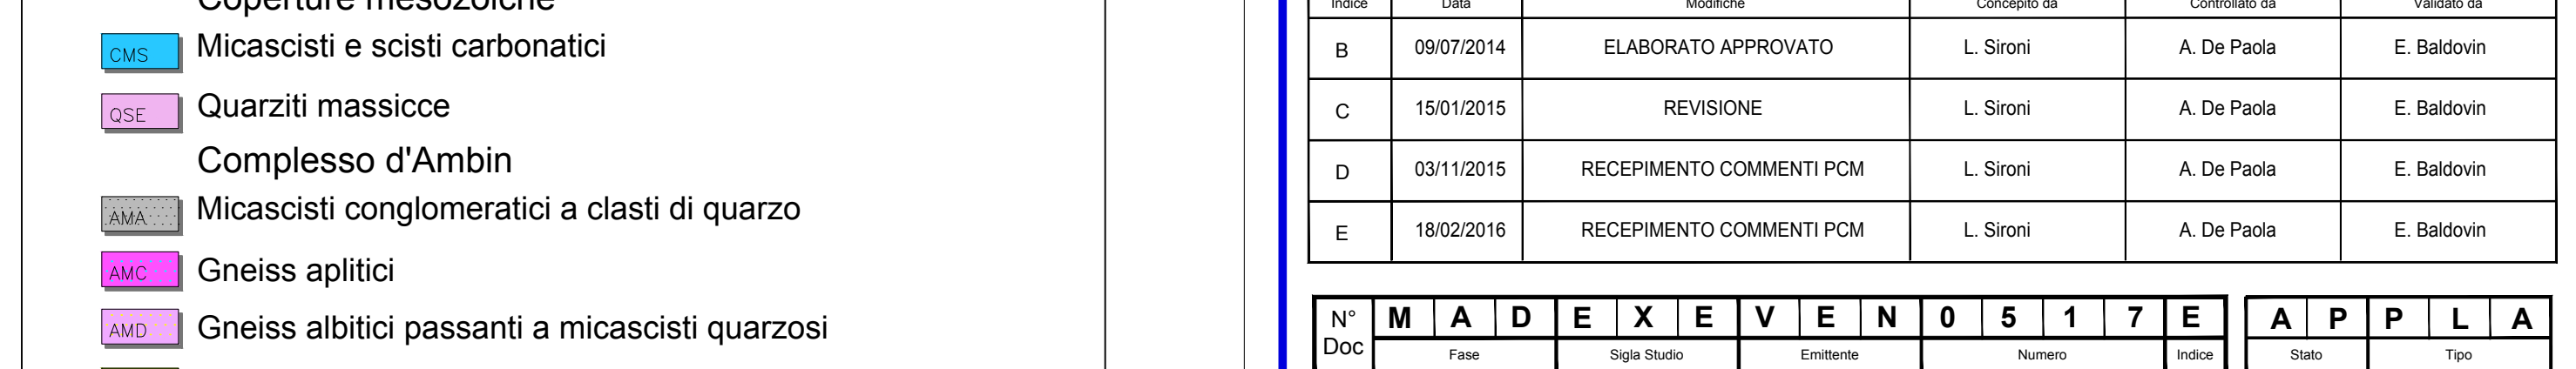 Coperture mesozoiche
CMS Micascisti e scisti carbonatici
QSE Quarziti massicce
Complesso d'Ambin
AMA Micascisti conglomeratici a clasti di quarzo
AMC Gneiss aplitici
AMD Gneiss albitici passanti a micascisti quarzosi
Indice Data Modifiche Concepito da Controllato da Validato da
B 09/07/2014 ELABORATO APPROVATO L. Sironi A. De Paola E. Baldovin
C 15/01/2015 REVISIONE L. Sironi A. De Paola E. Baldovin
D 03/11/2015 RECEPIMENTO COMMENTI PCM L. Sironi A. De Paola E. Baldovin
E 18/02/2016 RECEPIMENTO COMMENTI PCM L. Sironi A. De Paola E. Baldovin
N° Doc M A D E X E V E N 0 5 1 7 E A P P L A
Fase Sigla Studio Emittente Numero Indice Stato Tipo